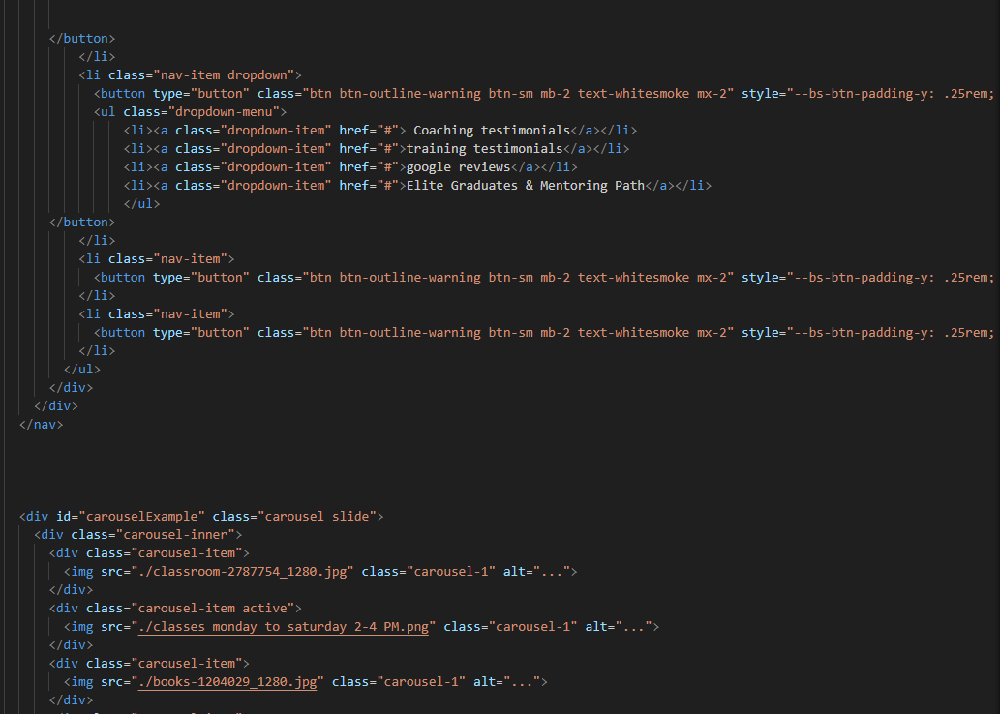 </button>
</li>
<li class="nav-item dropdown">
<button type="button" class="btn btn-outline-warning btn-sm mb-2 text-whitesmoke mx-2" style="--bs-btn-padding-y: .25rem;
<ul class="dropdown-menu">
<li><a class="dropdown-item" href="#"> Coaching testimonials</a></li>
<li><a class="dropdown-item" href="#">training testimonials</a></li>
<li><a class="dropdown-item" href="#">google reviews</a></li>
<li><a class="dropdown-item" href="#">Elite Graduates & Mentoring Path</a></li>
</ul>
</button>
</li>
<li class="nav-item">
<button type="button" class="btn btn-outline-warning btn-sm mb-2 text-whitesmoke mx-2" style="--bs-btn-padding-y: .25rem;
</li>
<li class="nav-item">
<button type="button" class="btn btn-outline-warning btn-sm mb-2 text-whitesmoke mx-2" style="--bs-btn-padding-y: .25rem;
</li>
</ul>
</div>
</div>
</nav>
<div id="carouselExample" class="carousel slide">
<div class="carousel-inner">
<div class="carousel-item">
<img src="./classroom-2787754_1280.jpg" class="carousel-1" alt="...">
</div>
<div class="carousel-item active">
<img src="./classes monday to saturday 2-4 PM.png" class="carousel-1" alt="...">
</div>
<div class="carousel-item">
<img src="./books-1204029_1280.jpg" class="carousel-1" alt="...">
</div>